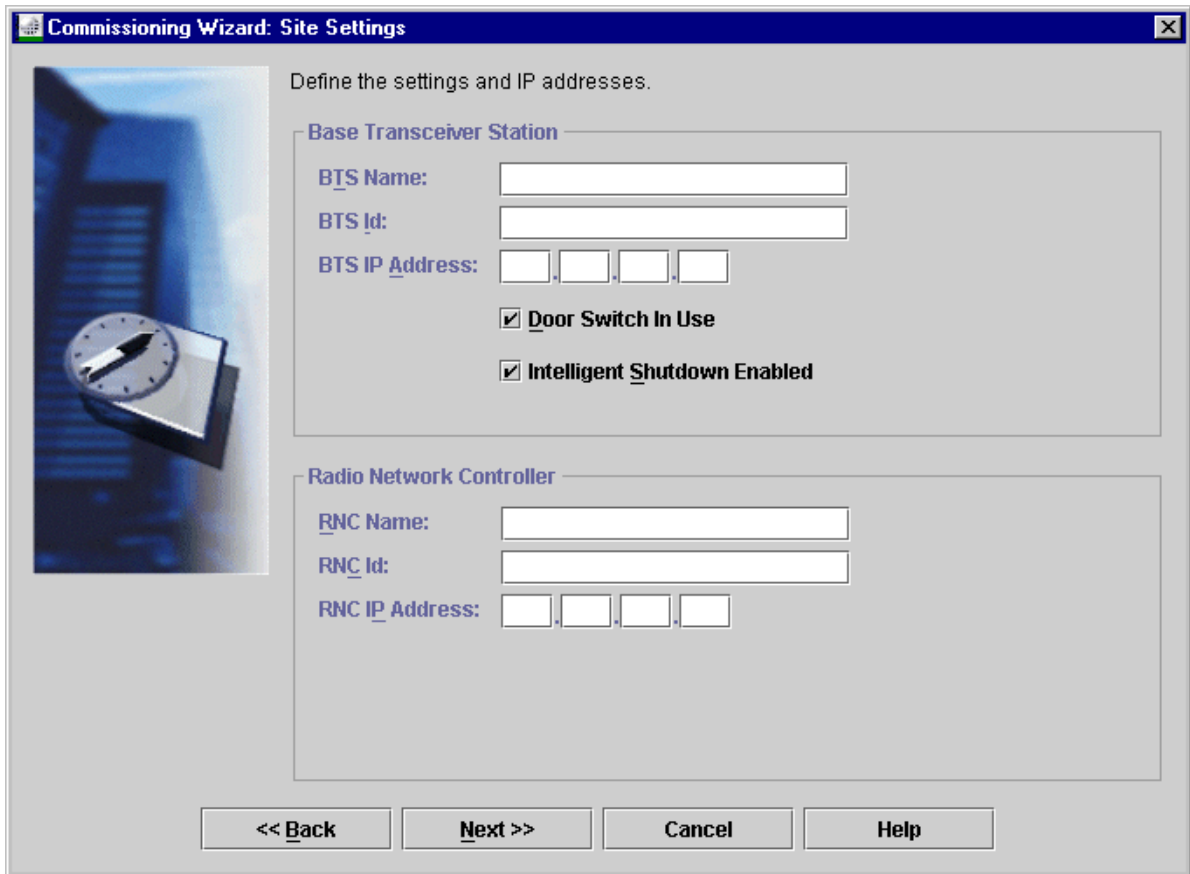 Commissioning Wizard: Site Settings
Define the settings and IP addresses.
Base Transceiver Station
BTS Name:
BTS Id:
BTS IP Address:
. . .
Door Switch In Use
Intelligent Shutdown Enabled
Radio Network Controller
RNC Name:
RNC Id:
RNC IP Address:
. . .
<< Back
Next >>
Cancel
Help